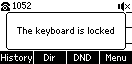 1052
The keyboard is locked
History Dir DND Menu